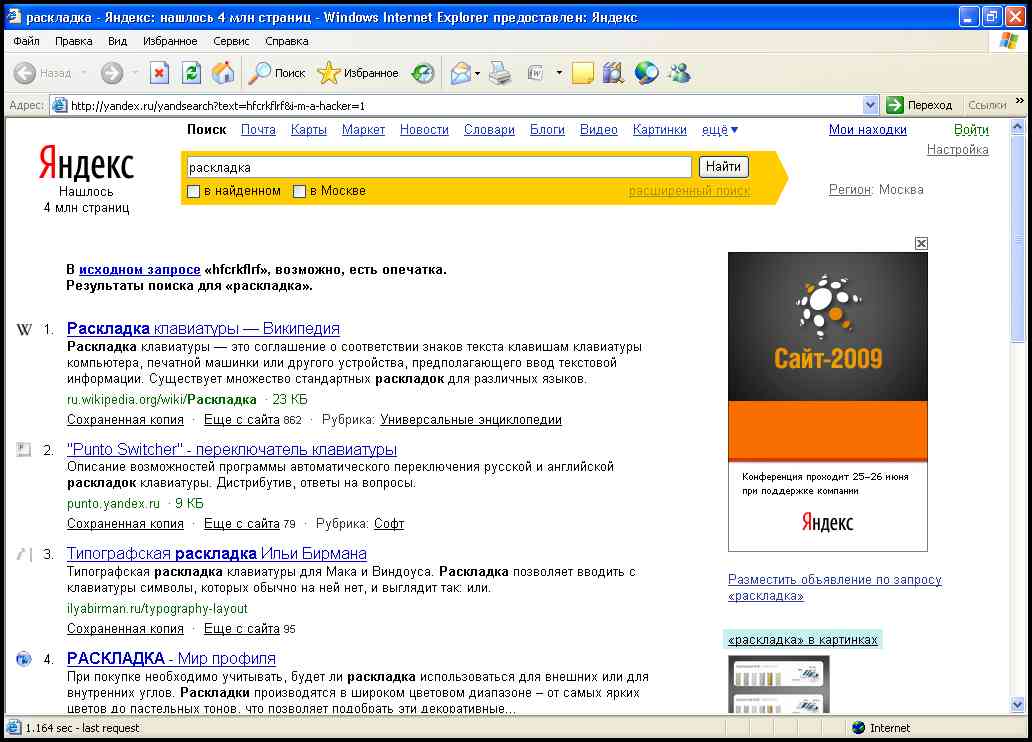 раскладка - Яндекс: нашлось 4 млн страниц - Windows Internet Explorer предоставлен: Яндекс
Файл Правка Вид Избранное Сервис Справка
Назад Поиск Избранное
Адрес: http://yandex.ru/yandsearch?text=hfcrkflrf&i-m-a-hacker=1 Переход Ссылки »
Поиск Почта Карты Маркет Новости Словари Блоги Видео Картинки ещё ▼ Мои находки Войти
Настройка
Яндекс
Нашлось
4 млн страниц
раскладка Найти
в найденном в Москве расширенный поиск
Регион: Москва
В исходном запросе «hfcrkflrf», возможно, есть опечатка.
Результаты поиска для «раскладка».
W 1. Раскладка клавиатуры — Википедия
Раскладка клавиатуры — это соглашение о соответствии знаков текста клавишам клавиатуры
компьютера, печатной машинки или другого устройства, предполагающего ввод текстовой
информации. Существует множество стандартных раскладок для различных языков.
ru.wikipedia.org/wiki/Раскладка · 23 КБ
Сохраненная копия · Еще с сайта 862 · Рубрика: Универсальные энциклопедии
2. "Punto Switcher" - переключатель клавиатуры
Описание возможностей программы автоматического переключения русской и английской
раскладок клавиатуры. Дистрибутив, ответы на вопросы.
punto.yandex.ru · 9 КБ
Сохраненная копия · Еще с сайта 79 · Рубрика: Софт
3. Типографская раскладка Ильи Бирмана
Типографская раскладка клавиатуры для Мака и Виндоуса. Раскладка позволяет вводить с
клавиатуры символы, которых обычно на ней нет, и выглядит так: или.
ilyabirman.ru/typography-layout
Сохраненная копия · Еще с сайта 95
4. РАСКЛАДКА - Мир профиля
При покупке необходимо учитывать, будет ли раскладка использоваться для внешних или для
внутренних углов. Раскладки производятся в широком цветовом диапазоне – от самых ярких
цветов до пастельных тонов, что позволяет подобрать эти декоративные...
Сайт-2009
Конференция проходит 25–26 июня
при поддержке компании
Яндекс
Разместить объявление по запросу
«раскладка»
«раскладка» в картинках
1.164 sec - last request Internet